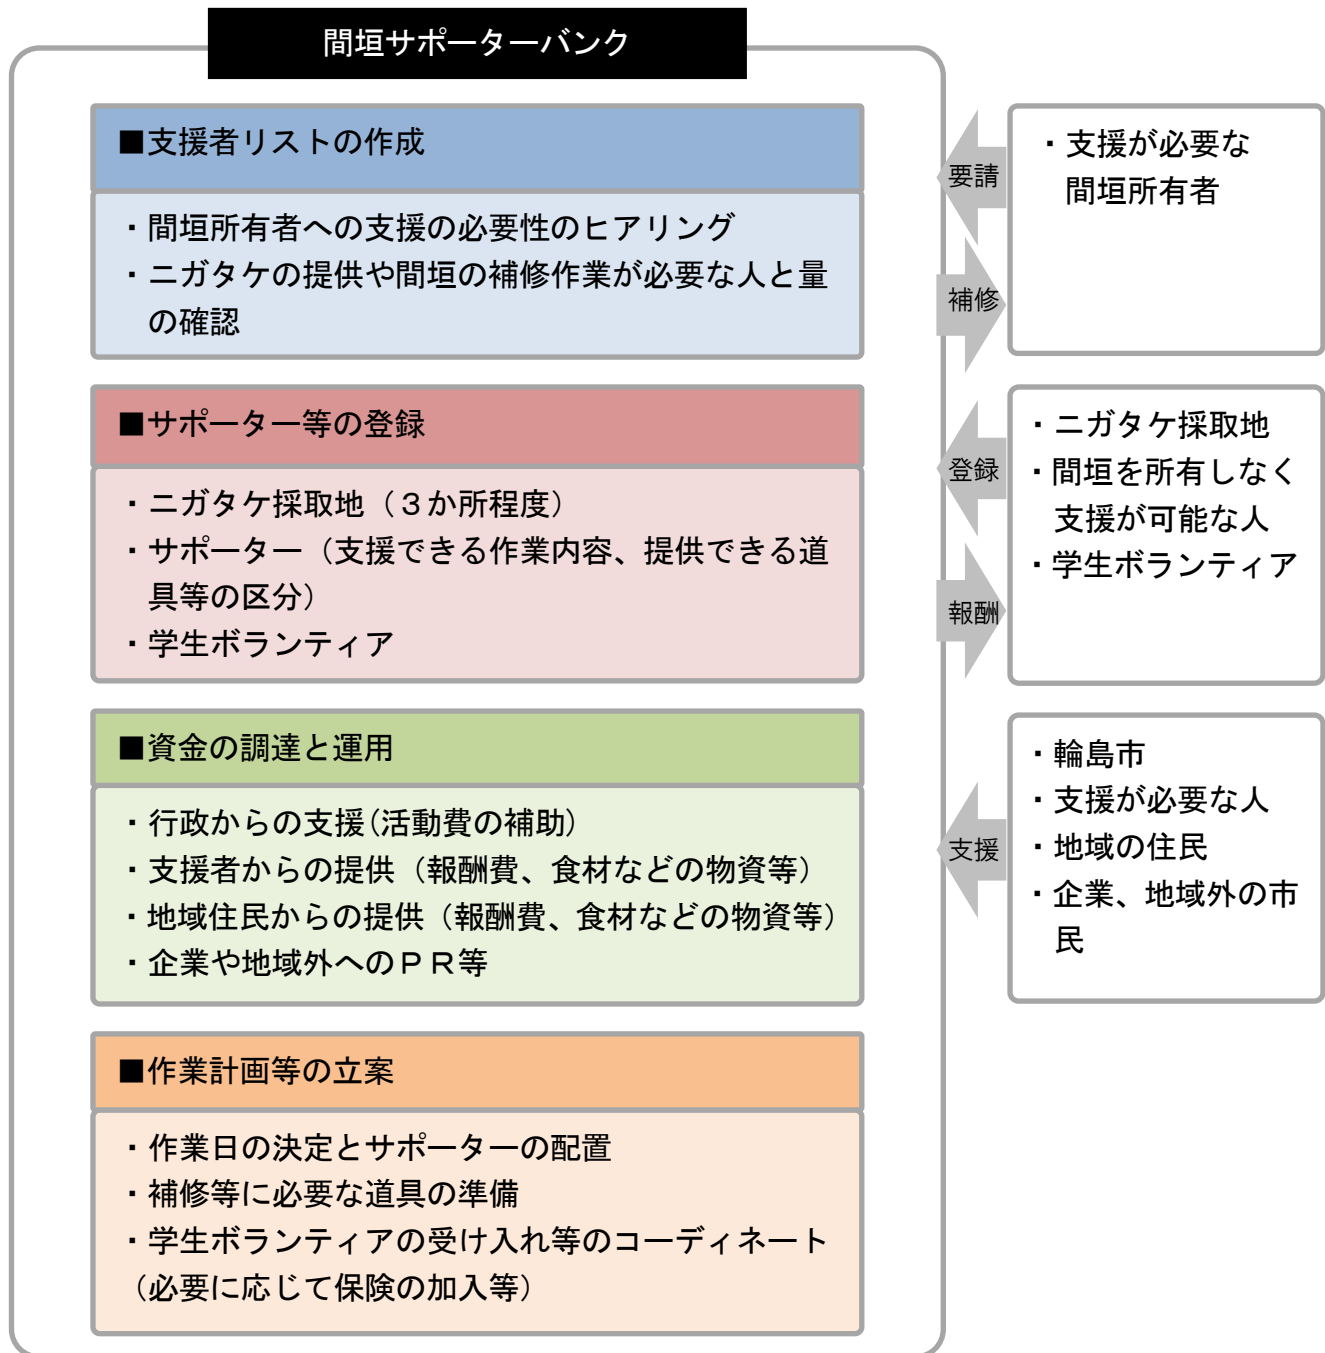 間垣サポーターバンク
■支援者リストの作成
・間垣所有者への支援の必要性のヒアリング
・ニガタケの提供や間垣の補修作業が必要な人と量
の確認
要請
補修
・支援が必要な
間垣所有者
■サポーター等の登録
・ニガタケ採取地（３か所程度）
・サポーター（支援できる作業内容、提供できる道
具等の区分）
・学生ボランティア
登録
報酬
・ニガタケ採取地
・間垣を所有しなく
支援が可能な人
・学生ボランティア
■資金の調達と運用
・行政からの支援(活動費の補助)
・支援者からの提供（報酬費、食材などの物資等）
・地域住民からの提供（報酬費、食材などの物資等）
・企業や地域外へのＰＲ等
支援
・輪島市
・支援が必要な人
・地域の住民
・企業、地域外の市
民
■作業計画等の立案
・作業日の決定とサポーターの配置
・補修等に必要な道具の準備
・学生ボランティアの受け入れ等のコーディネート
（必要に応じて保険の加入等）